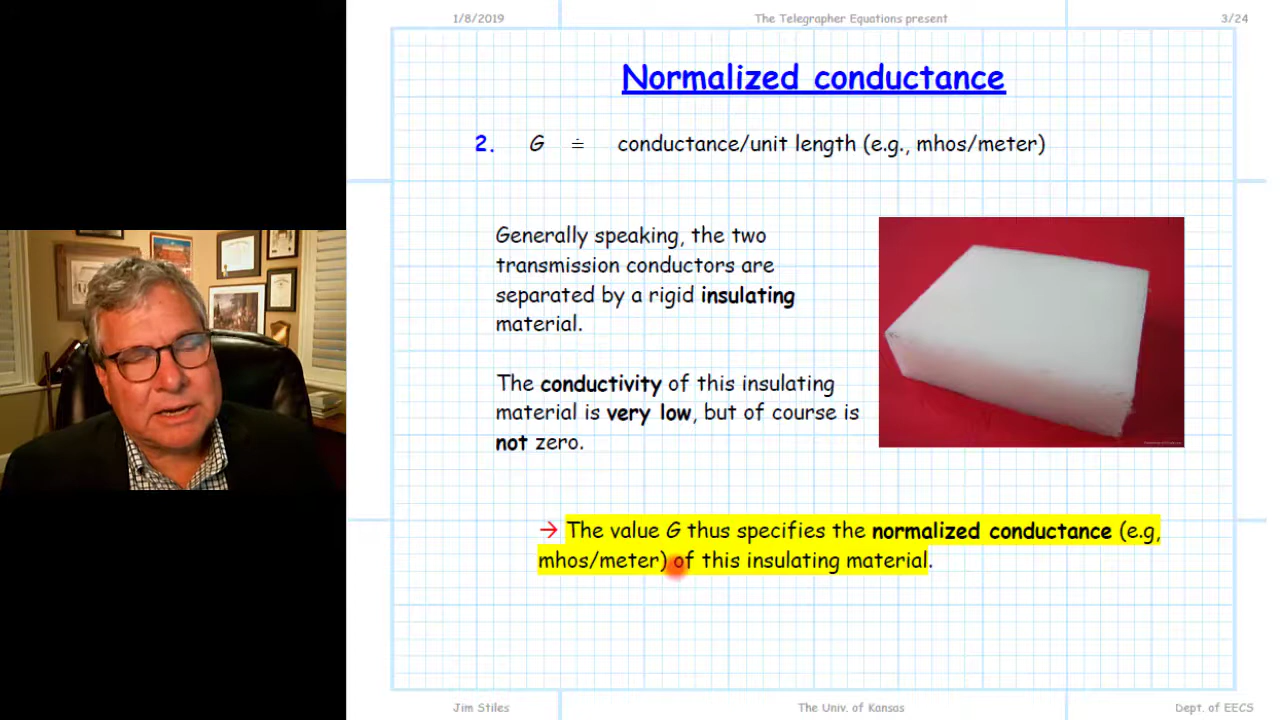 1/8/2019 The Telegrapher Equations present 3/24
Normalized conductance
2. G ≐ conductance/unit length (e.g., mhos/meter)
Generally speaking, the two
transmission conductors are
separated by a rigid insulating
material.
The conductivity of this insulating
material is very low, but of course is
not zero.
→ The value G thus specifies the normalized conductance (e.g,
mhos/meter) of this insulating material.
Jim Stiles The Univ. of Kansas Dept. of EECS